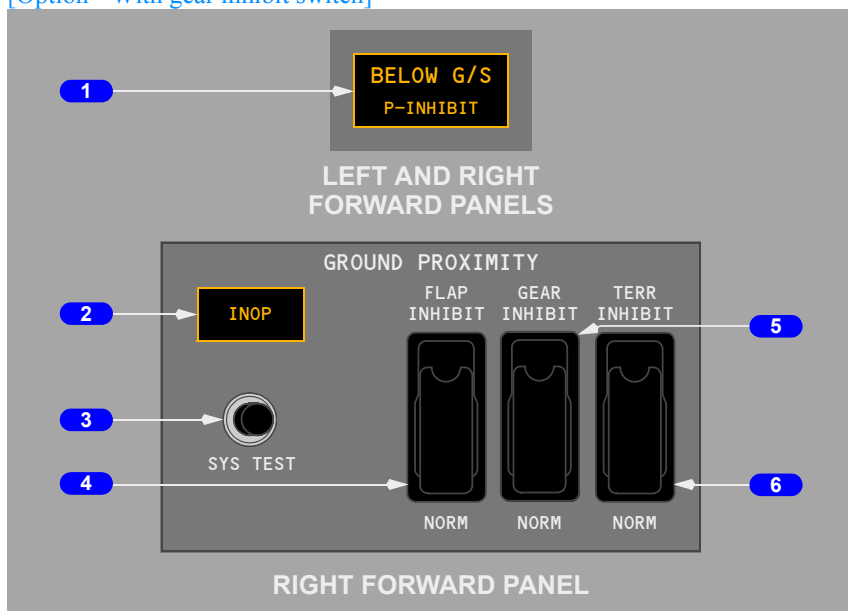 [Option - With gear inhibit switch]
BELOW G/S
P-INHIBIT
1
LEFT AND RIGHT
FORWARD PANELS
GROUND PROXIMITY
FLAP INHIBIT
GEAR INHIBIT
TERR INHIBIT
2
INOP
5
3
SYS TEST
4
6
NORM
NORM
NORM
RIGHT FORWARD PANEL